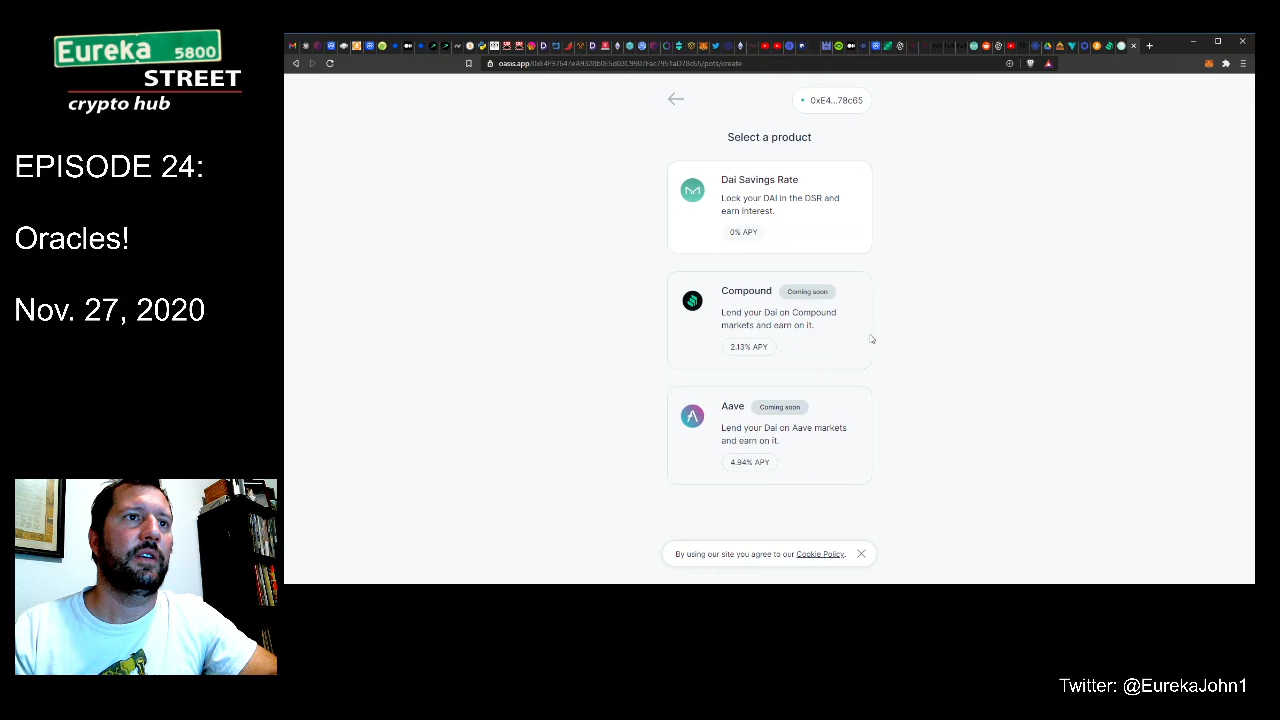 Eureka 5800
STREET
crypto hub
EPISODE 24:
Oracles!
Nov. 27, 2020
0xE4...78c65
Select a product
Dai Savings Rate
Lock your DAI in the DSR and
earn interest.
0% APY
Compound Coming soon
Lend your Dai on Compound
markets and earn on it.
2.13% APY
Aave Coming soon
Lend your Dai on Aave markets
and earn on it.
4.94% APY
By using our site you agree to our Cookie Policy.
Twitter: @EurekaJohn1